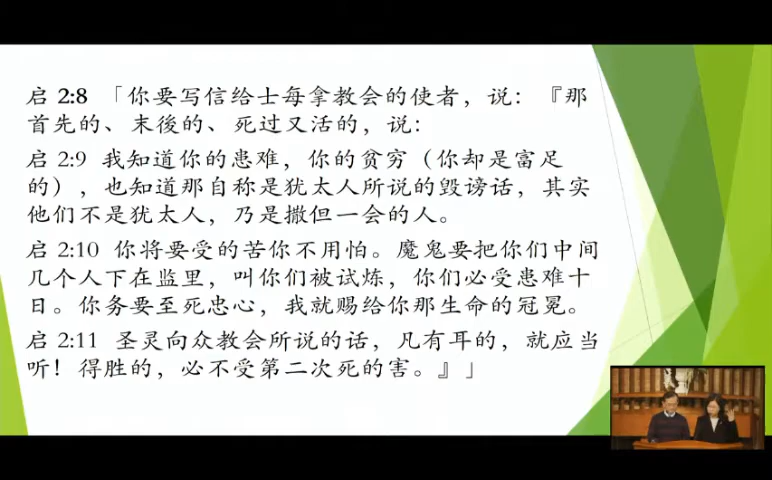 启 2:8 「你要写信给士每拿教会的使者，说：『那
首先的、末後的、死过又活的，说：
启 2:9 我知道你的患难，你的贫穷（你却是富足
的），也知道那自称是犹太人所说的毁谤话，其实
他们不是犹太人，乃是撒但一会的人。
启 2:10 你将要受的苦你不用怕。魔鬼要把你们中间
几个人下在监里，叫你们被试炼，你们必受患难十
日。你务要至死忠心，我就赐给你那生命的冠冕。
启 2:11 圣灵向众教会所说的话，凡有耳的，就应当
听！得胜的，必不受第二次死的害。』」